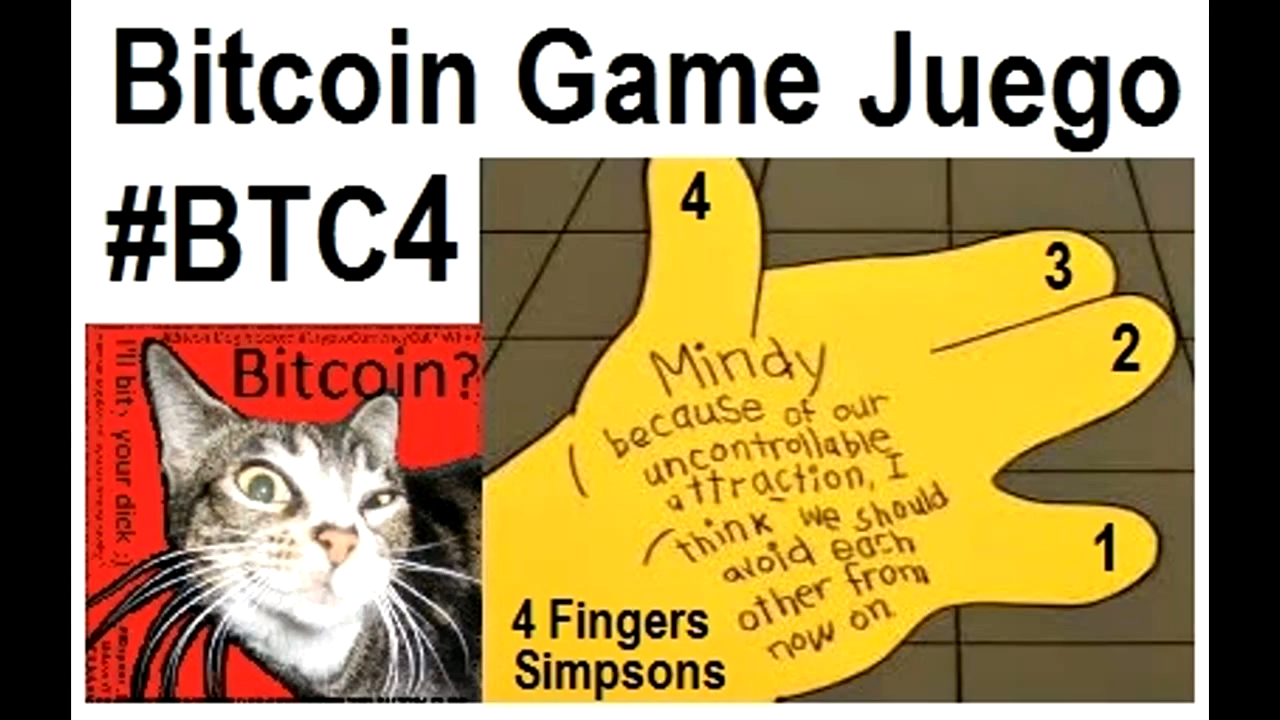 Bitcoin Game Juego
#BTC4
Bitcoin?
I'll bit, your dick :)
4
3
2
1
Mindy
because of our
uncontrollable
attraction, I
think we should
avoid each
other from
now on
4 Fingers
Simpsons